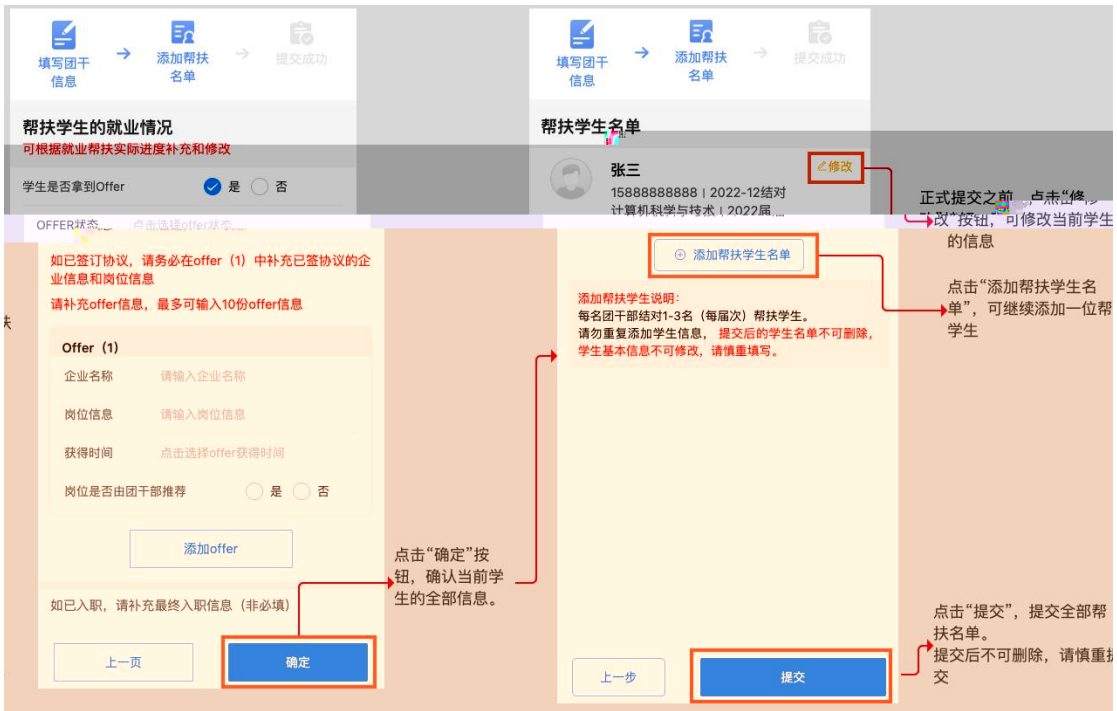 填写团干
信息
→
添加帮扶
名单
→
提交成功
帮扶学生的就业情况
可根据就业帮扶实际进度补充和修改
学生是否拿到Offer
是
否
OFFER状态
点击选择offer状态
如已签订协议，请务必在offer（1）中补充已签协议的企
业信息和岗位信息
请补充offer信息，最多可输入10份offer信息
Offer（1）
企业名称
请输入企业名称
岗位信息
请输入岗位信息
获得时间
点击选择offer获得时间
岗位是否由团干部推荐
是
否
添加offer
如已入职，请补充最终入职信息（非必填）
上一页
确定
点击“确定”按
钮，确认当前学
生的全部信息。
填写团干
信息
→
添加帮扶
名单
→
提交成功
帮扶学生名单
张三
修改
15888888888 | 2022-12结对
计算机科学与技术 | 2022届
添加帮扶学生名单
添加帮扶学生说明：
每名团干部结对1-3名（每届次）帮扶学生。
请勿重复添加学生信息，提交后的学生名单不可删除，
学生基本信息不可修改，请慎重填写。
上一步
提交
正式提交之前，点击“修
改”按钮，可修改当前学生
的信息
点击“添加帮扶学生名
单”，可继续添加一位帮
学生
点击“提交”，提交全部帮
扶名单。
提交后不可删除，请慎重提
交